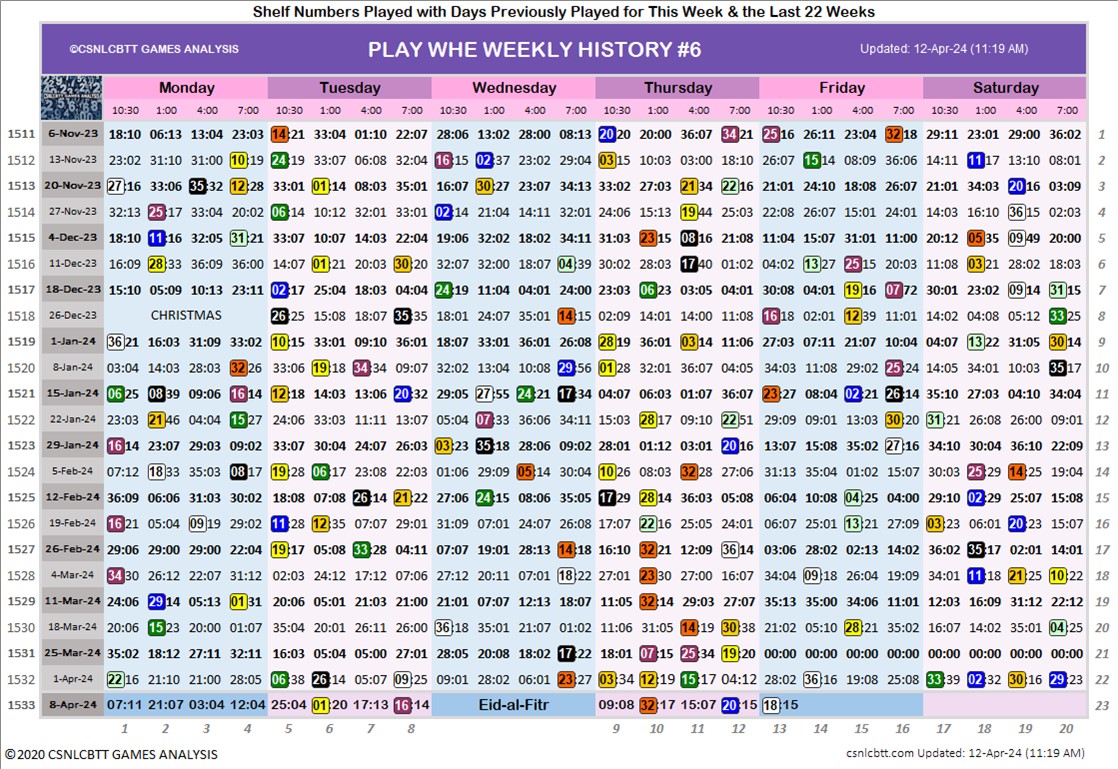 Shelf Numbers Played with Days Previously Played for This Week & the Last 22 Weeks
©CSNLCBTT GAMES ANALYSIS PLAY WHE WEEKLY HISTORY #6 Updated: 12-Apr-24 (11:19 AM)
Monday Tuesday Wednesday Thursday Friday Saturday
10:30 1:00 4:00 7:00 10:30 1:00 4:00 7:00 10:30 1:00 4:00 7:00 10:30 1:00 4:00 7:00 10:30 1:00 4:00 7:00 10:30 1:00 4:00 7:00
1511 6-Nov-23 18:10 06:13 13:04 23:03 14:21 33:04 01:10 22:07 28:06 13:02 28:00 08:13 20:20 20:00 36:07 34:21 25:16 26:11 23:04 32:18 29:11 23:01 29:00 36:02 1
1512 13-Nov-23 23:02 31:10 31:00 10:19 24:19 33:07 06:08 32:04 16:15 02:37 23:02 29:04 03:15 10:03 03:00 18:10 26:07 15:14 08:09 36:06 14:11 11:17 13:10 08:01 2
1513 20-Nov-23 27:16 33:06 35:32 12:28 33:01 01:14 08:03 35:01 16:07 30:27 23:07 34:13 33:02 27:03 21:34 22:16 21:01 24:10 18:08 26:07 21:01 34:03 20:16 03:09 3
1514 27-Nov-23 32:13 25:17 33:04 20:02 06:14 10:12 32:01 33:01 02:14 21:04 14:11 32:01 24:06 15:13 19:44 25:03 22:08 26:07 15:01 24:01 14:03 16:10 36:15 02:03 4
1515 4-Dec-23 18:10 11:16 32:05 31:21 33:07 10:07 14:03 22:04 19:06 32:02 18:02 34:11 31:03 23:15 08:16 21:08 11:04 15:07 31:01 11:00 20:12 05:35 09:49 20:00 5
1516 11-Dec-23 16:09 28:33 36:09 36:00 14:07 01:21 20:03 30:20 32:07 32:00 18:07 04:39 30:02 28:03 17:40 01:02 04:02 13:27 25:15 20:03 11:08 03:21 28:02 18:03 6
1517 18-Dec-23 15:10 05:09 10:13 23:11 02:17 25:04 18:03 04:04 24:19 11:04 04:01 24:00 23:03 06:23 03:05 04:01 30:08 04:01 19:16 07:72 30:01 23:02 09:14 31:15 7
1518 26-Dec-23 CHRISTMAS 26:25 15:08 18:07 35:35 18:01 24:07 35:01 14:15 02:09 14:01 14:00 11:08 16:18 02:04 12:39 11:01 14:02 04:08 05:12 33:25 8
1519 1-Jan-24 36:21 16:03 31:09 33:02 10:15 33:01 09:10 36:01 18:07 33:01 36:01 08:06 28:19 36:01 03:14 11:06 27:03 07:11 21:07 10:04 04:07 13:22 31:05 30:14 9
1520 8-Jan-24 03:04 14:03 28:03 32:26 33:06 19:18 34:34 09:07 32:02 13:04 10:08 29:56 01:28 32:01 36:07 04:05 34:03 11:08 29:02 25:24 14:05 34:01 10:03 35:17 10
1521 15-Jan-24 06:25 08:39 09:06 16:14 12:18 14:03 13:06 20:32 29:05 27:55 24:21 17:34 04:07 06:03 01:07 36:07 23:27 08:04 02:21 26:14 35:10 27:03 04:10 34:04 11
1522 22-Jan-24 23:03 21:46 04:04 15:27 24:06 33:03 11:11 13:07 05:04 07:33 36:06 34:11 15:03 28:17 09:12 22:51 29:09 09:01 13:03 30:20 31:21 26:08 26:00 09:01 12
1523 29-Jan-24 16:14 23:07 29:03 09:02 33:07 30:04 24:07 26:03 03:23 35:18 28:10 09:02 28:01 01:12 03:01 20:16 13:07 15:08 35:02 27:16 34:10 30:04 36:10 22:09 13
1524 5-Feb-24 07:12 18:33 35:03 08:17 19:28 06:17 23:08 22:03 01:06 29:09 05:14 30:04 10:26 08:03 32:28 27:06 31:13 35:04 01:02 15:07 30:03 25:29 14:25 19:04 14
1525 12-Feb-24 36:09 06:06 31:03 30:02 18:08 07:08 26:14 21:22 27:06 24:15 08:08 35:05 17:29 28:14 36:03 05:08 06:04 10:08 04:25 04:00 29:10 02:29 25:07 15:08 15
1526 19-Feb-24 16:21 05:04 09:19 29:02 11:28 12:35 07:07 29:01 31:09 07:01 24:07 26:08 17:07 22:16 25:05 24:01 06:07 25:01 13:21 27:09 03:23 06:01 20:23 15:07 16
1527 26-Feb-24 29:06 29:00 29:00 22:04 19:17 05:08 33:28 04:11 07:07 19:01 28:13 14:18 16:10 32:21 12:09 36:14 03:06 28:02 02:13 14:02 36:02 35:17 02:01 14:01 17
1528 4-Mar-24 34:30 26:12 22:07 31:12 03:03 24:12 17:12 07:06 27:12 20:11 07:01 18:22 27:01 23:30 27:00 16:07 34:04 09:18 26:04 19:09 34:01 11:18 21:25 10:22 18
1529 11-Mar-24 24:06 29:14 05:13 01:31 20:06 05:01 21:03 21:00 21:01 07:07 12:13 18:07 11:05 32:14 29:03 27:07 35:13 35:00 34:06 11:01 12:03 16:09 31:12 22:12 19
1530 18-Mar-24 20:06 15:23 20:00 01:07 35:04 20:01 26:11 26:00 36:18 35:01 21:07 01:02 11:06 31:05 14:19 30:38 02:10 05:12 28:21 35:02 16:07 14:02 35:01 04:25 20
1531 25-Mar-24 35:02 18:12 27:11 32:11 16:03 05:04 05:00 27:01 28:05 20:08 18:02 17:22 18:01 07:15 25:34 19:20 00:00 00:00 00:00 00:00 00:00 00:00 00:00 00:00 21
1532 1-Apr-24 22:16 21:10 21:00 28:05 06:38 26:14 05:07 09:25 09:01 28:02 06:01 23:27 03:34 12:19 15:17 04:12 28:02 36:16 19:08 25:08 33:39 02:32 30:16 29:23 22
1533 8-Apr-24 07:11 21:07 03:04 12:04 25:04 01:20 17:13 16:14 Eid-al-Fitr 09:08 32:17 15:07 20:15 18:15 23
1 2 3 4 5 6 7 8 9 10 11 12 13 14 15 16 17 18 19 20
©2020 CSNLCBTT GAMES ANALYSIS csnlcbtt.com Updated: 12-Apr-24 (11:19 AM)